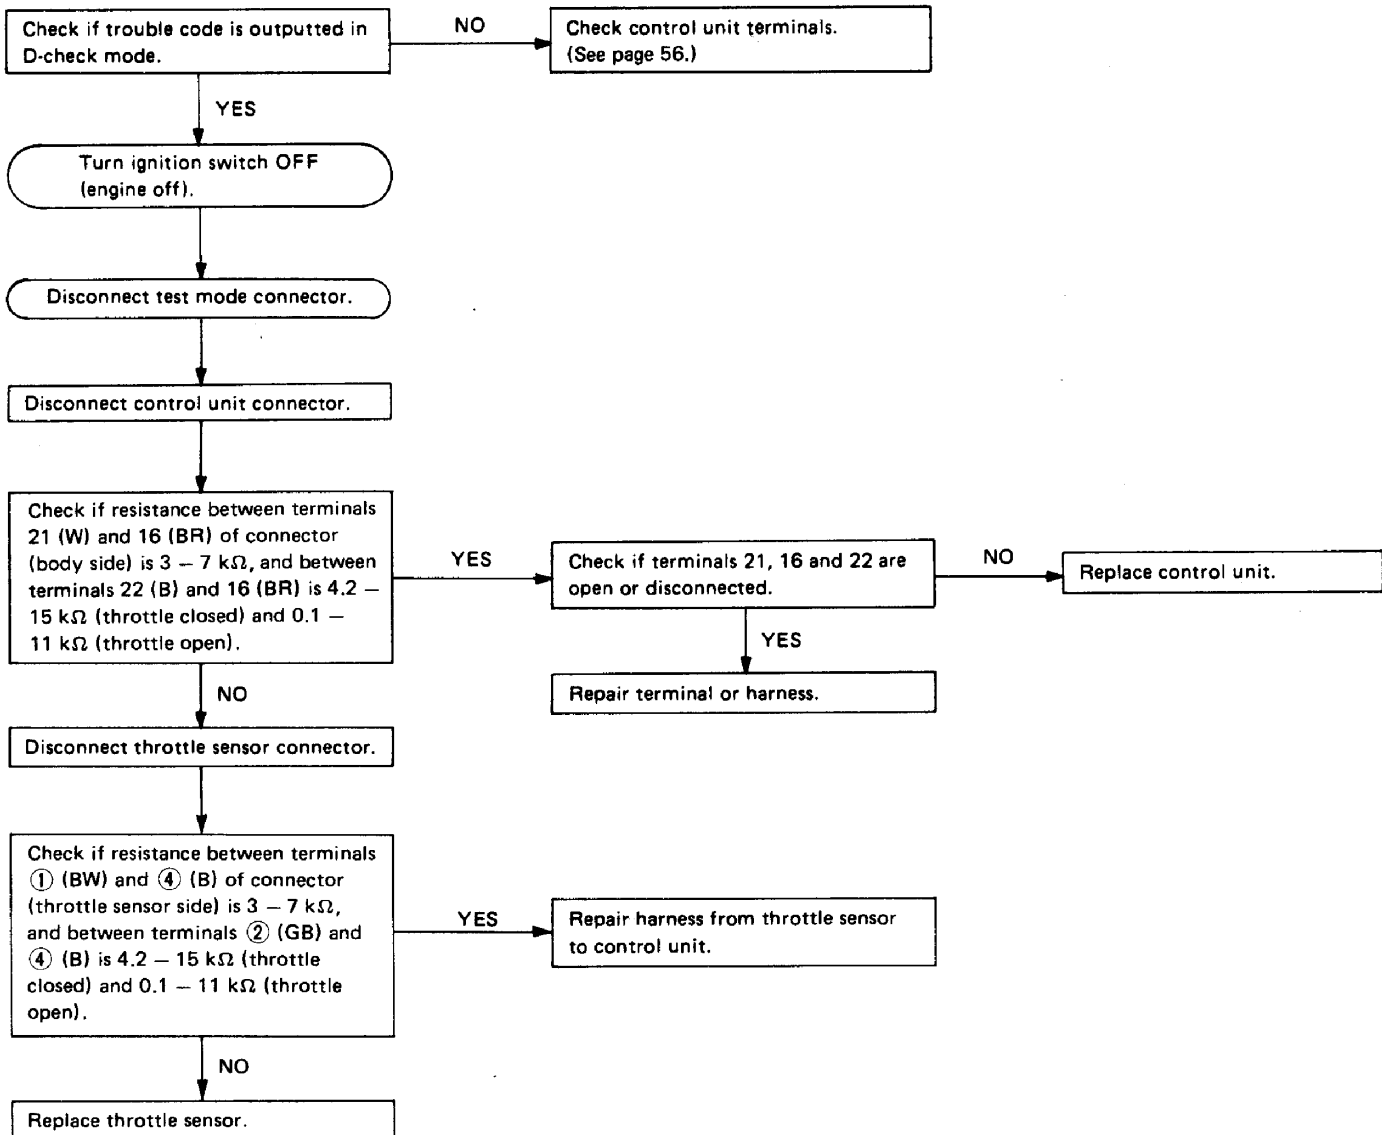 Check if trouble code is outputted in
D-check mode.
NO
Check control unit terminals.
(See page 56.)
YES
Turn ignition switch OFF
(engine off).
Disconnect test mode connector.
Disconnect control unit connector.
Check if resistance between terminals
21 (W) and 16 (BR) of connector
(body side) is 3 – 7 kΩ, and between
terminals 22 (B) and 16 (BR) is 4.2 –
15 kΩ (throttle closed) and 0.1 –
11 kΩ (throttle open).
YES
Check if terminals 21, 16 and 22 are
open or disconnected.
NO
Replace control unit.
YES
Repair terminal or harness.
NO
Disconnect throttle sensor connector.
Check if resistance between terminals
① (BW) and ④ (B) of connector
(throttle sensor side) is 3 – 7 kΩ,
and between terminals ② (GB) and
④ (B) is 4.2 – 15 kΩ (throttle
closed) and 0.1 – 11 kΩ (throttle
open).
YES
Repair harness from throttle sensor
to control unit.
NO
Replace throttle sensor.